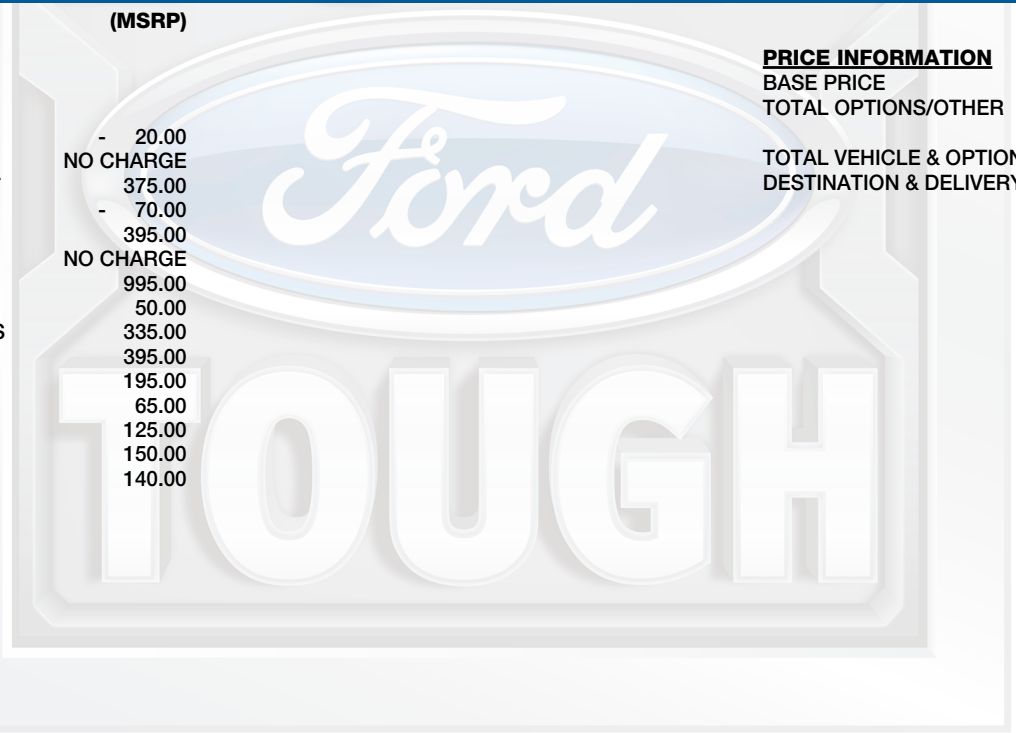 (MSRP)
- 20.00
NO CHARGE
375.00
- 70.00
395.00
NO CHARGE
995.00
50.00
S 335.00
395.00
195.00
65.00
125.00
150.00
140.00
PRICE INFORMATION
BASE PRICE
TOTAL OPTIONS/OTHER
TOTAL VEHICLE & OPTION
DESTINATION & DELIVERY
Ford
TOUGH